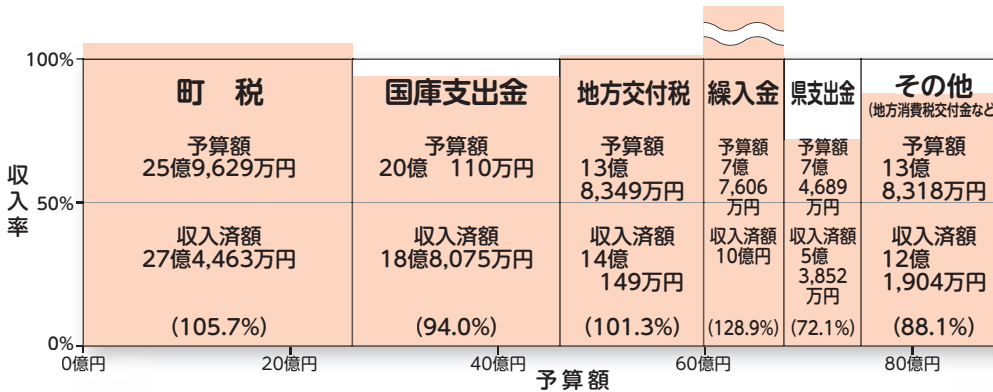 100%
50%
0%
収入率
町　税
予算額
25億9,629万円
収入済額
27億4,463万円
(105.7%)
国庫支出金
予算額
20億　110万円
収入済額
18億8,075万円
(94.0%)
地方交付税
予算額
13億
8,349万円
収入済額
14億
149万円
(101.3%)
繰入金
予算額
7億
7,606
万円
収入済額
10億円
(128.9%)
県支出金
予算額
7億
4,689
万円
収入済額
5億
3,852
万円
(72.1%)
その他
(地方消費税交付金など
予算額
13億
8,318万円
収入済額
12億
1,904万円
(88.1%)
0億円
20億円
40億円
60億円
80億円
予算額